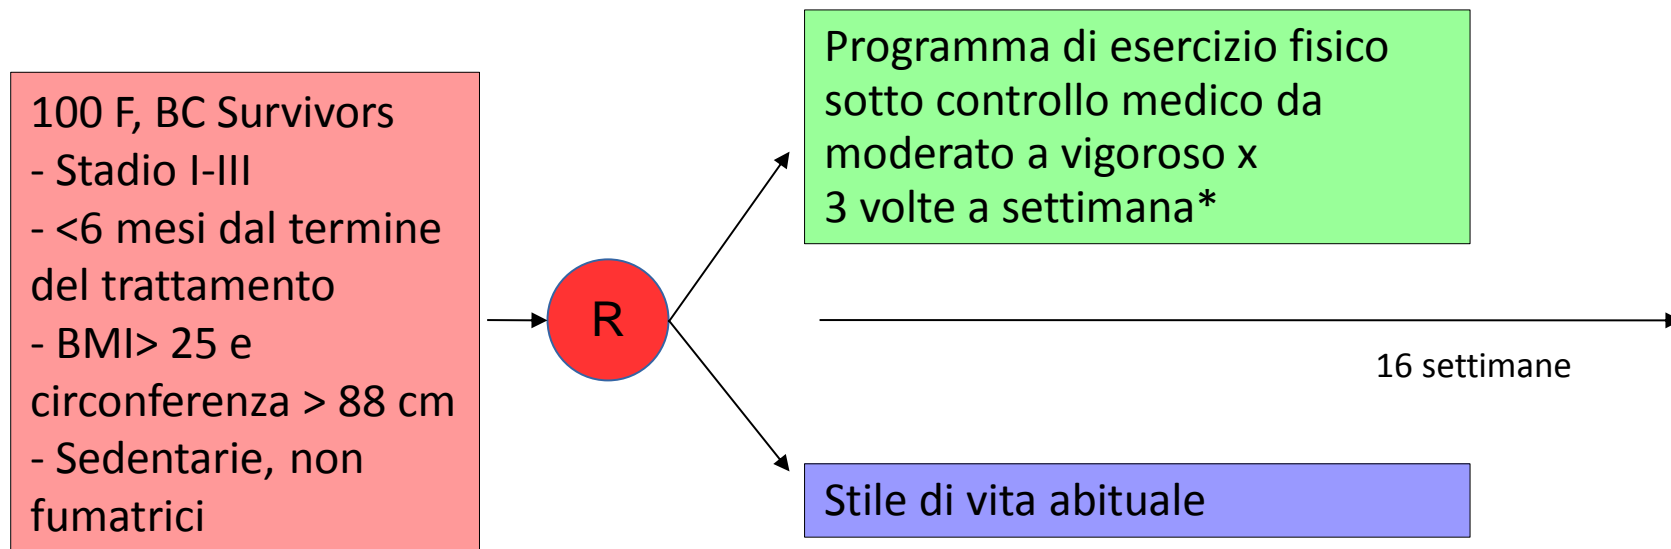 100 F, BC Survivors
- Stadio I-III
- <6 mesi dal termine
del trattamento
- BMI> 25 e
circonferenza > 88 cm
- Sedentarie, non
fumatrici
R
Programma di esercizio fisico
sotto controllo medico da
moderato a vigoroso x
3 volte a settimana*
16 settimane
Stile di vita abituale